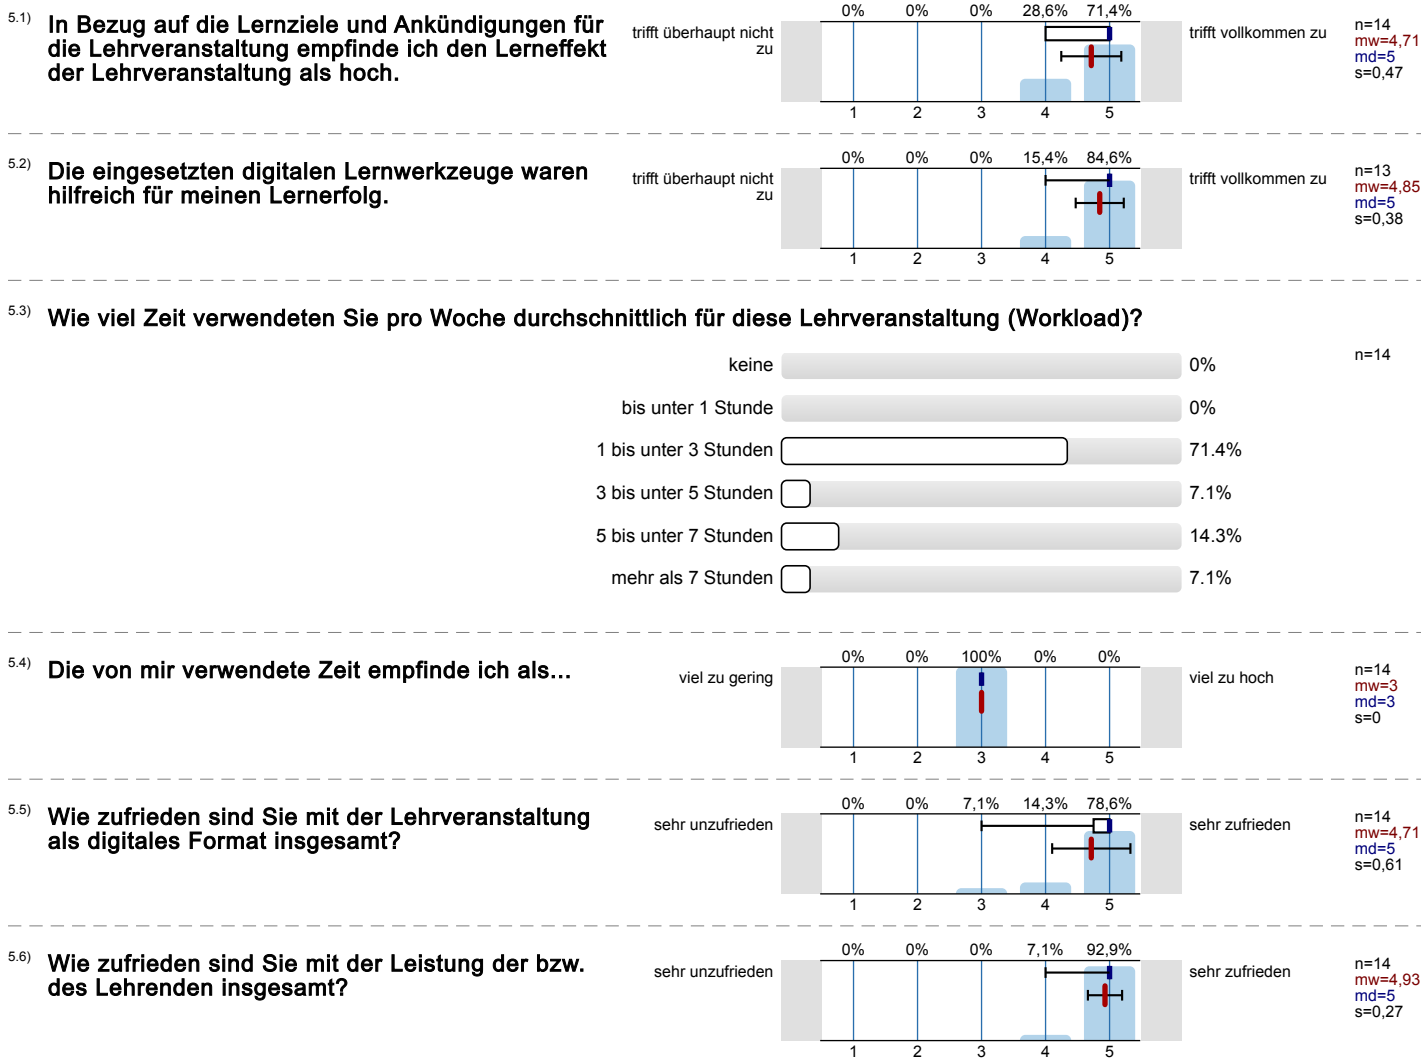 5.1) In Bezug auf die Lernziele und Ankündigungen für
die Lehrveranstaltung empfinde ich den Lerneffekt
der Lehrveranstaltung als hoch.
trifft überhaupt nicht
zu
0% 0% 0% 28,6% 71,4%
1 2 3 4 5
trifft vollkommen zu
n=14
mw=4,71
md=5
s=0,47
5.2) Die eingesetzten digitalen Lernwerkzeuge waren
hilfreich für meinen Lernerfolg.
trifft überhaupt nicht
zu
0% 0% 0% 15,4% 84,6%
1 2 3 4 5
trifft vollkommen zu
n=13
mw=4,85
md=5
s=0,38
5.3) Wie viel Zeit verwendeten Sie pro Woche durchschnittlich für diese Lehrveranstaltung (Workload)?
n=14
keine 0%
bis unter 1 Stunde 0%
1 bis unter 3 Stunden 71.4%
3 bis unter 5 Stunden 7.1%
5 bis unter 7 Stunden 14.3%
mehr als 7 Stunden 7.1%
5.4) Die von mir verwendete Zeit empfinde ich als...
viel zu gering
0% 0% 100% 0% 0%
1 2 3 4 5
viel zu hoch
n=14
mw=3
md=3
s=0
5.5) Wie zufrieden sind Sie mit der Lehrveranstaltung
als digitales Format insgesamt?
sehr unzufrieden
0% 0% 7,1% 14,3% 78,6%
1 2 3 4 5
sehr zufrieden
n=14
mw=4,71
md=5
s=0,61
5.6) Wie zufrieden sind Sie mit der Leistung der bzw.
des Lehrenden insgesamt?
sehr unzufrieden
0% 0% 0% 7,1% 92,9%
1 2 3 4 5
sehr zufrieden
n=14
mw=4,93
md=5
s=0,27